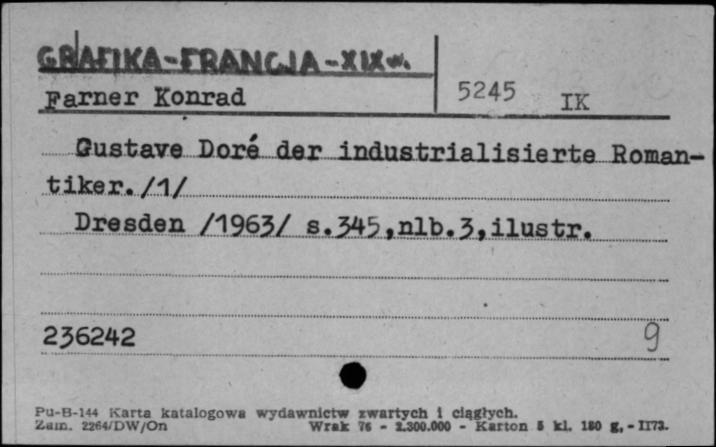 GRAFIKA-FRANCJA-XIXw.
Farner Konrad
5245 IK
Gustave Doré der industrialisierte Roman-
tiker./1/
Dresden /1963/ s.345,nlb.3,ilustr.
236242
9
Pu-B-144 Karta katalogowa wydawnictw zwartych i ciągłych.
Zam. 2264/DW/On Wrak 76 - 2.300.000 - Karton 5 kl. 180 g, - II73.